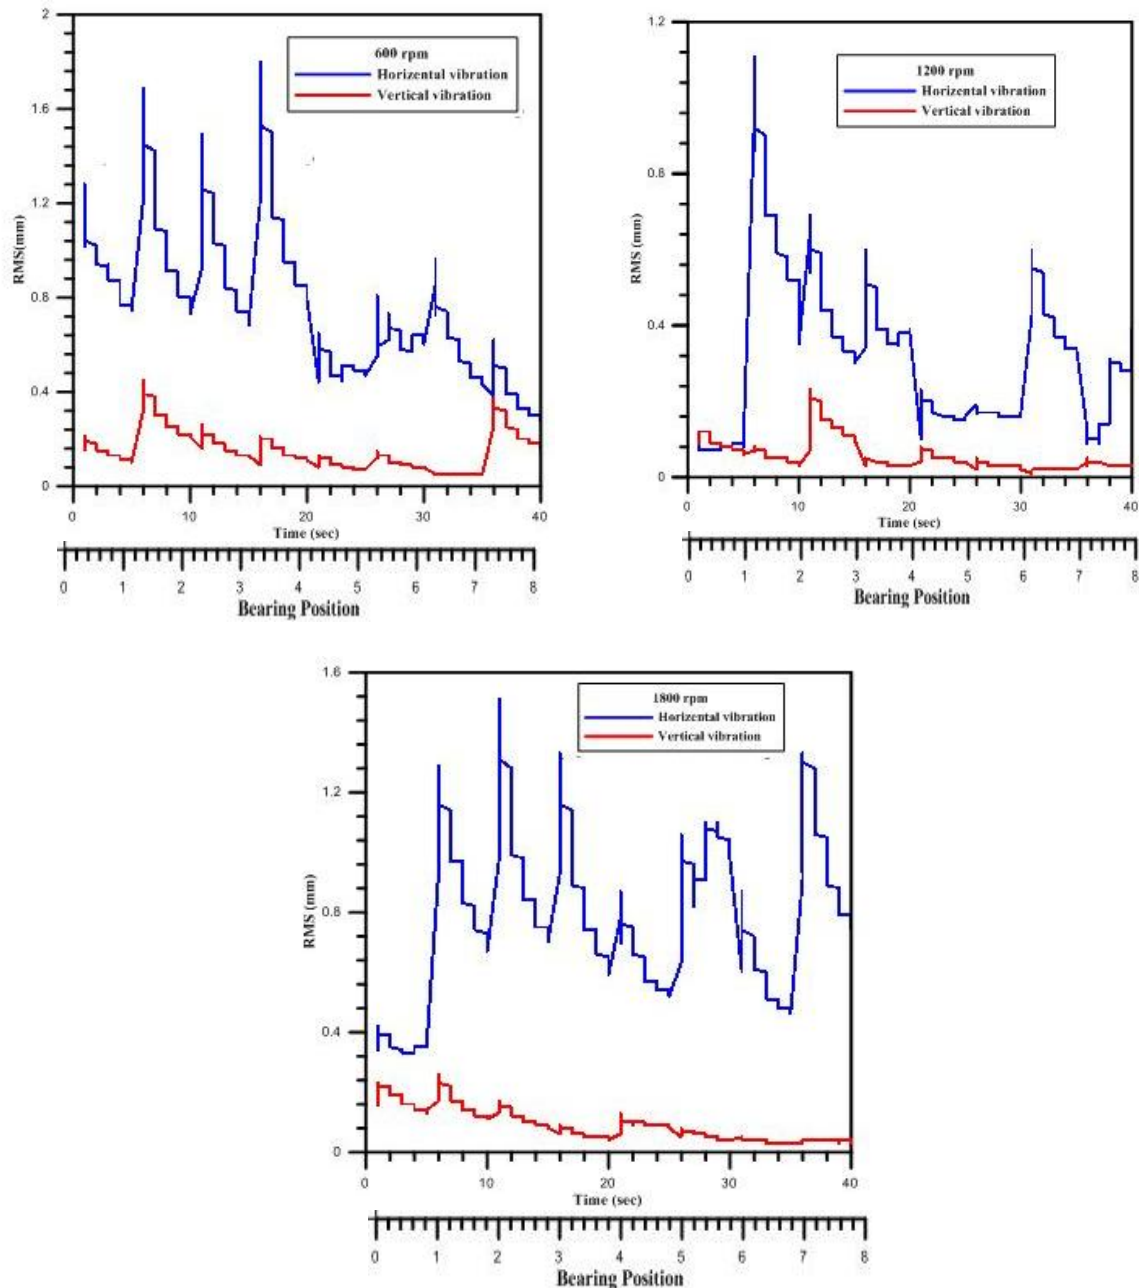 2
1.6
1.2
0.8
0.4
0
RMS(mm)
600 rpm
Horizental vibration
Vertical vibration
0 10 20 30 40
Time (sec)
0 1 2 3 4 5 6 7 8
Bearing Position
1.2
0.8
0.4
0
RMS (mm)
1200 rpm
Horizental vibration
Vertical vibration
0 10 20 30 40
Time (sec)
0 1 2 3 4 5 6 7 8
Bearing Position
1.6
1.2
0.8
0.4
0
RMS (mm)
1800 rpm
Horizental vibration
Vertical vibration
0 10 20 30 40
Time (sec)
0 1 2 3 4 5 6 7 8
Bearing Position